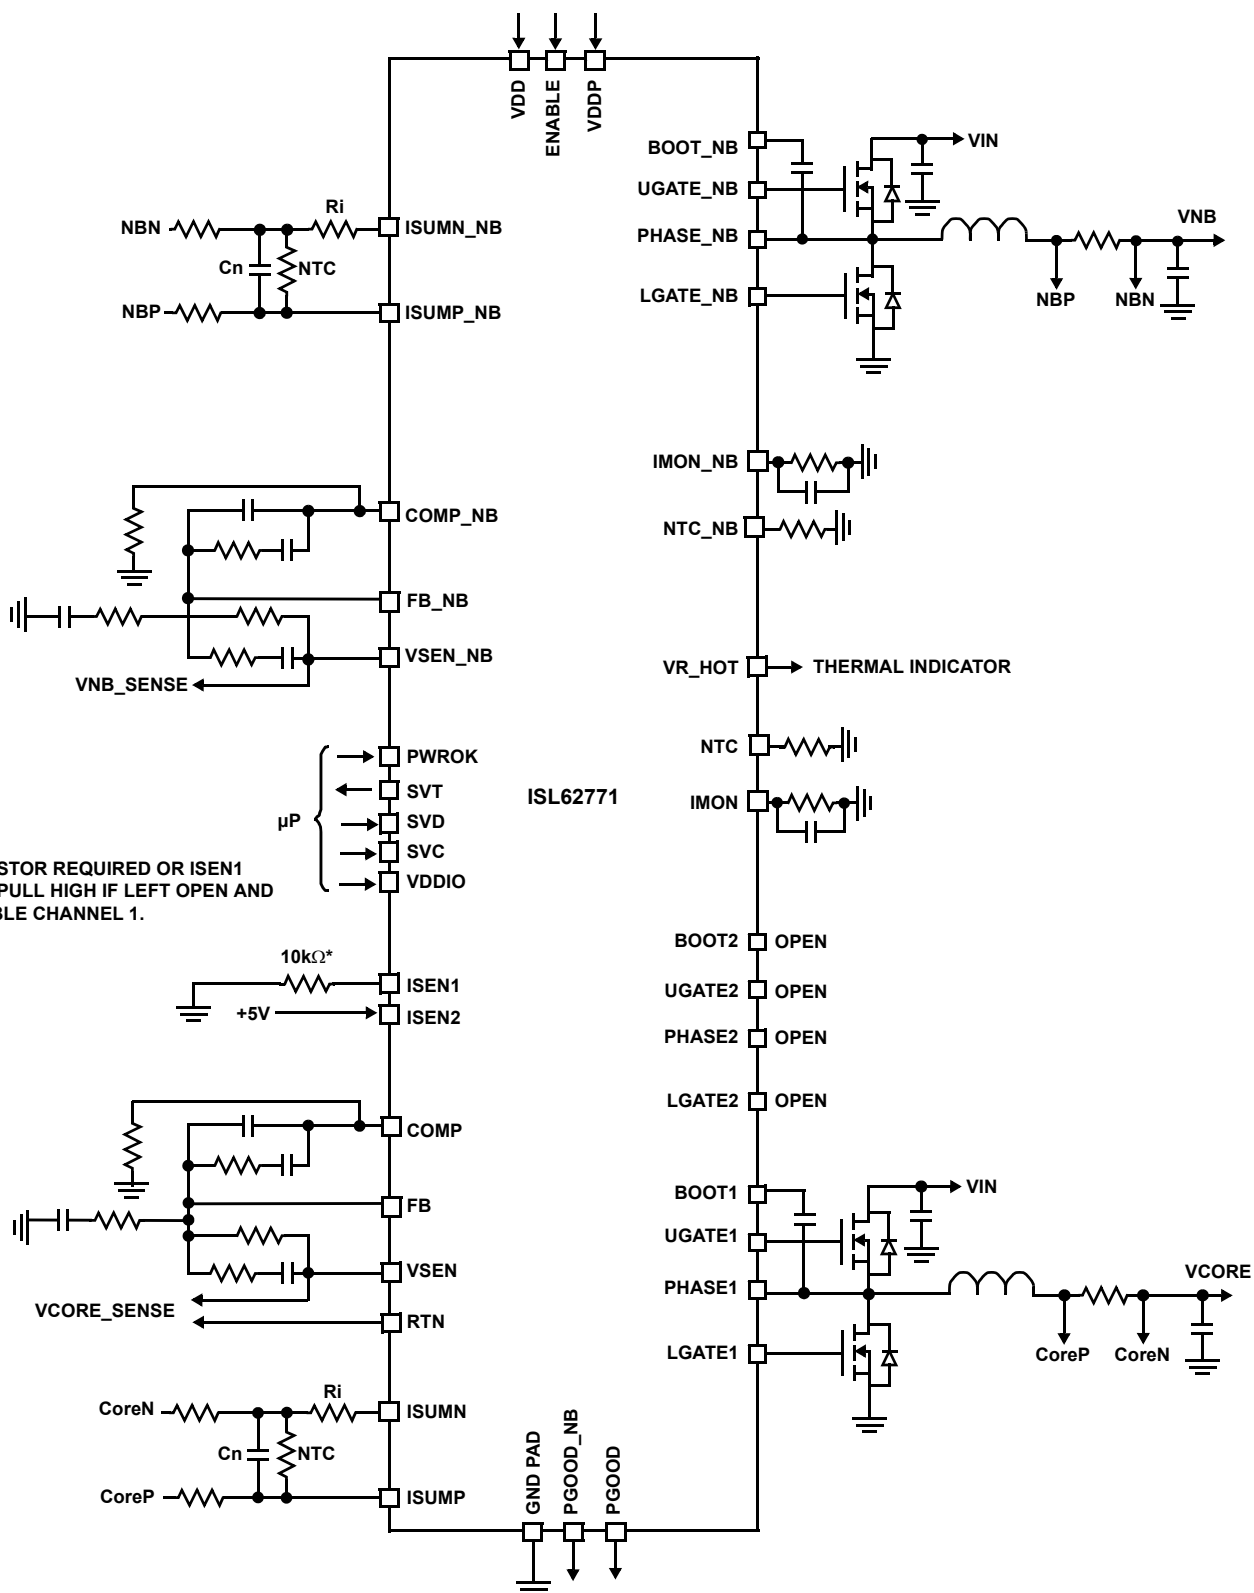 VDD
ENABLE
VDDP
BOOT_NB
VIN
UGATE_NB
Ri
NBN
ISUMN_NB
PHASE_NB
VNB
Cn
NTC
LGATE_NB
NBP
NBN
NBP
ISUMP_NB
IMON_NB
COMP_NB
NTC_NB
FB_NB
VSEN_NB
VR_HOT
THERMAL INDICATOR
VNB_SENSE
PWROK
NTC
SVT
ISL62771
IMON
µP
SVD
SVC
VDDIO
STOR REQUIRED OR ISEN1
PULL HIGH IF LEFT OPEN AND
BLE CHANNEL 1.
BOOT2
OPEN
10kΩ*
ISEN1
UGATE2
OPEN
+5V
ISEN2
PHASE2
OPEN
LGATE2
OPEN
COMP
BOOT1
VIN
FB
UGATE1
VSEN
PHASE1
VCORE
VCORE_SENSE
RTN
LGATE1
CoreP
CoreN
Ri
CoreN
ISUMN
Cn
NTC
CoreP
ISUMP
GND PAD
PGOOD_NB
PGOOD